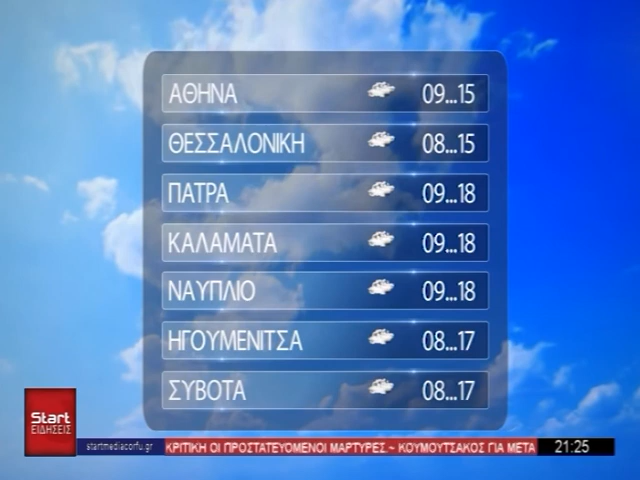 ΑΘΗΝΑ 09...15
ΘΕΣΣΑΛΟΝΙΚΗ 08...15
ΠΑΤΡΑ 09...18
ΚΑΛΑΜΑΤΑ 09...18
ΝΑΥΠΛΙΟ 09...18
ΗΓΟΥΜΕΝΙΤΣΑ 08...17
ΣΥΒΟΤΑ 08...17
Start
ΕΙΔΗΣΕΙΣ
startmediacorfu.gr ΚΡΙΤΙΚΗ ΟΙ ΠΡΟΣΤΑΤΕΥΟΜΕΝΟΙ ΜΑΡΤΥΡΕΣ.~ ΚΟΥΜΟΥΤΣΑΚΟΣ ΓΙΑ ΜΕΤΑ 21:25